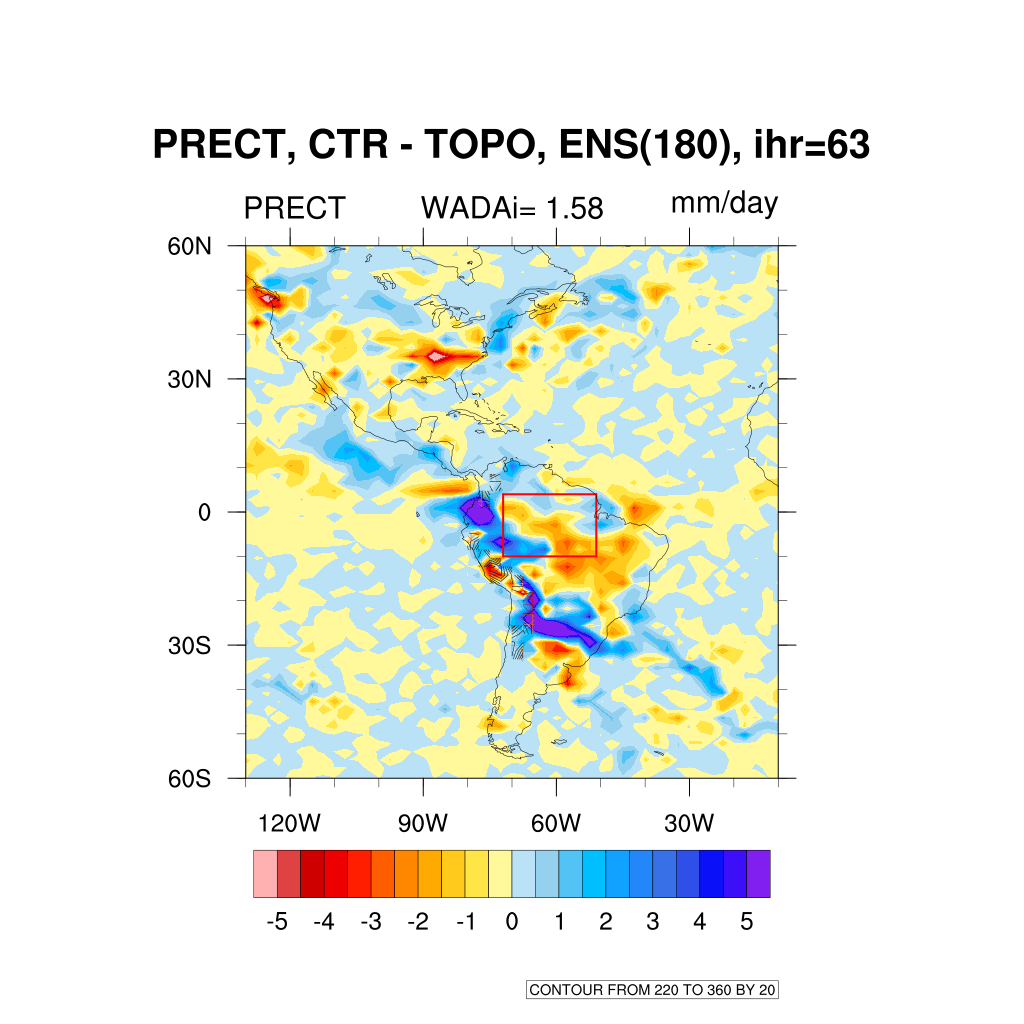 PRECT, CTR - TOPO, ENS(180), ihr=63
PRECT WADAi= 1.58 mm/day
60N
30N
0
30S
60S
120W 90W 60W 30W
-5 -4 -3 -2 -1 0 1 2 3 4 5
CONTOUR FROM 220 TO 360 BY 20